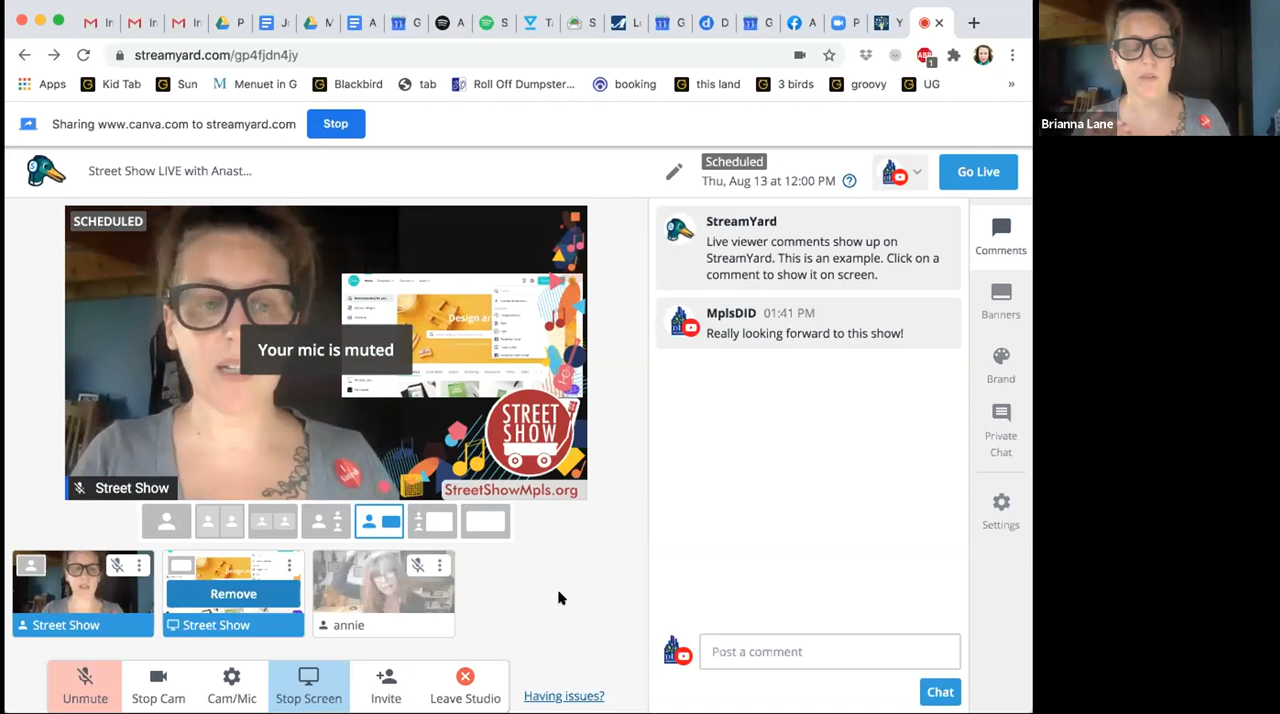 In
In
In
P
J
M
A
G
A
S
T
S
L
G
D
G
A
P
Y
streamyard.com/gp4fjdn4jy
ABP
1
Apps
Kid Tab
Sun
Menuet in G
Blackbird
tab
Roll Off Dumpster...
booking
this land
3 birds
groovy
UG
»
Sharing www.canva.com to streamyard.com
Stop
Street Show LIVE with Anast...
Scheduled
Thu, Aug 13 at 12:00 PM
Go Live
SCHEDULED
Design
Your mic is muted
STREET
SHOW
StreetShowMpls.org
Street Show
Remove
Street Show
Street Show
annie
Unmute
Stop Cam
Cam/Mic
Stop Screen
Invite
Leave Studio
Having issues?
StreamYard
Live viewer comments show up on
StreamYard. This is an example. Click on a
comment to show it on screen.
MplsDID 01:41 PM
Really looking forward to this show!
Post a comment
Chat
Comments
Banners
Brand
Private
Chat
Settings
Brianna Lane